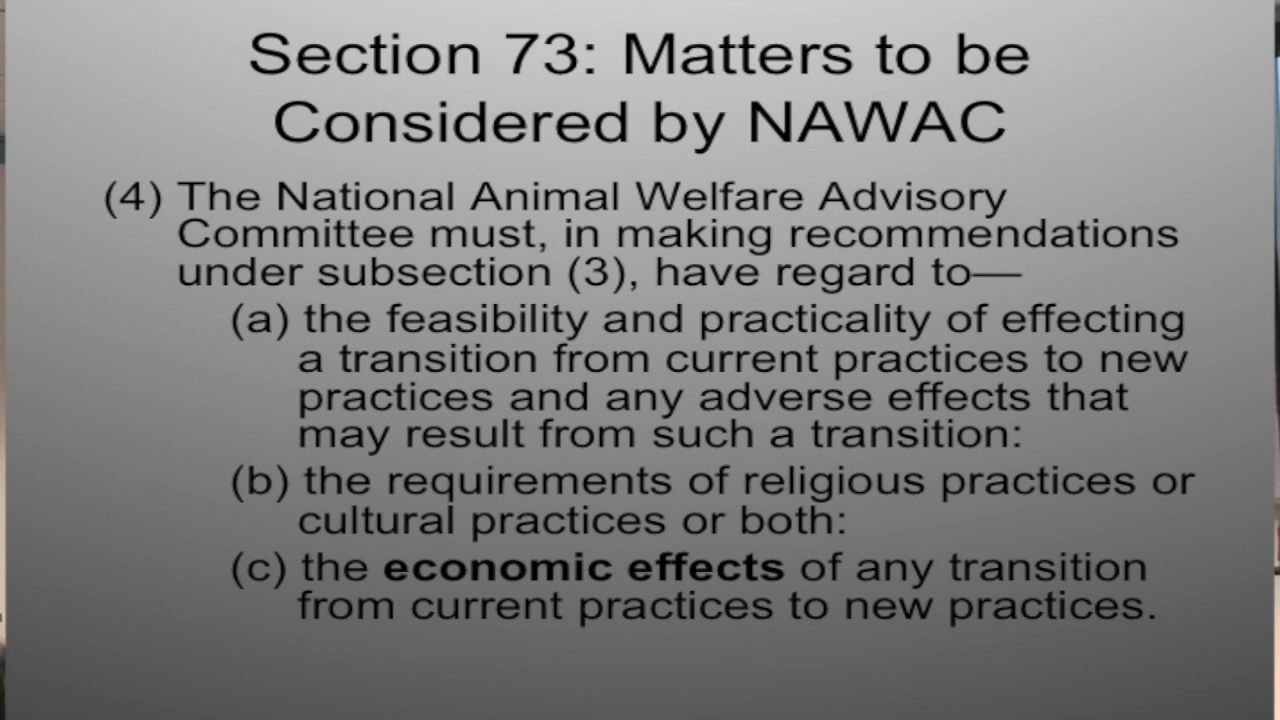 Section 73: Matters to be
Considered by NAWAC
(4) The National Animal Welfare Advisory
Committee must, in making recommendations
under subsection (3), have regard to—
(a) the feasibility and practicality of effecting
a transition from current practices to new
practices and any adverse effects that
may result from such a transition:
(b) the requirements of religious practices or
cultural practices or both:
(c) the economic effects of any transition
from current practices to new practices.